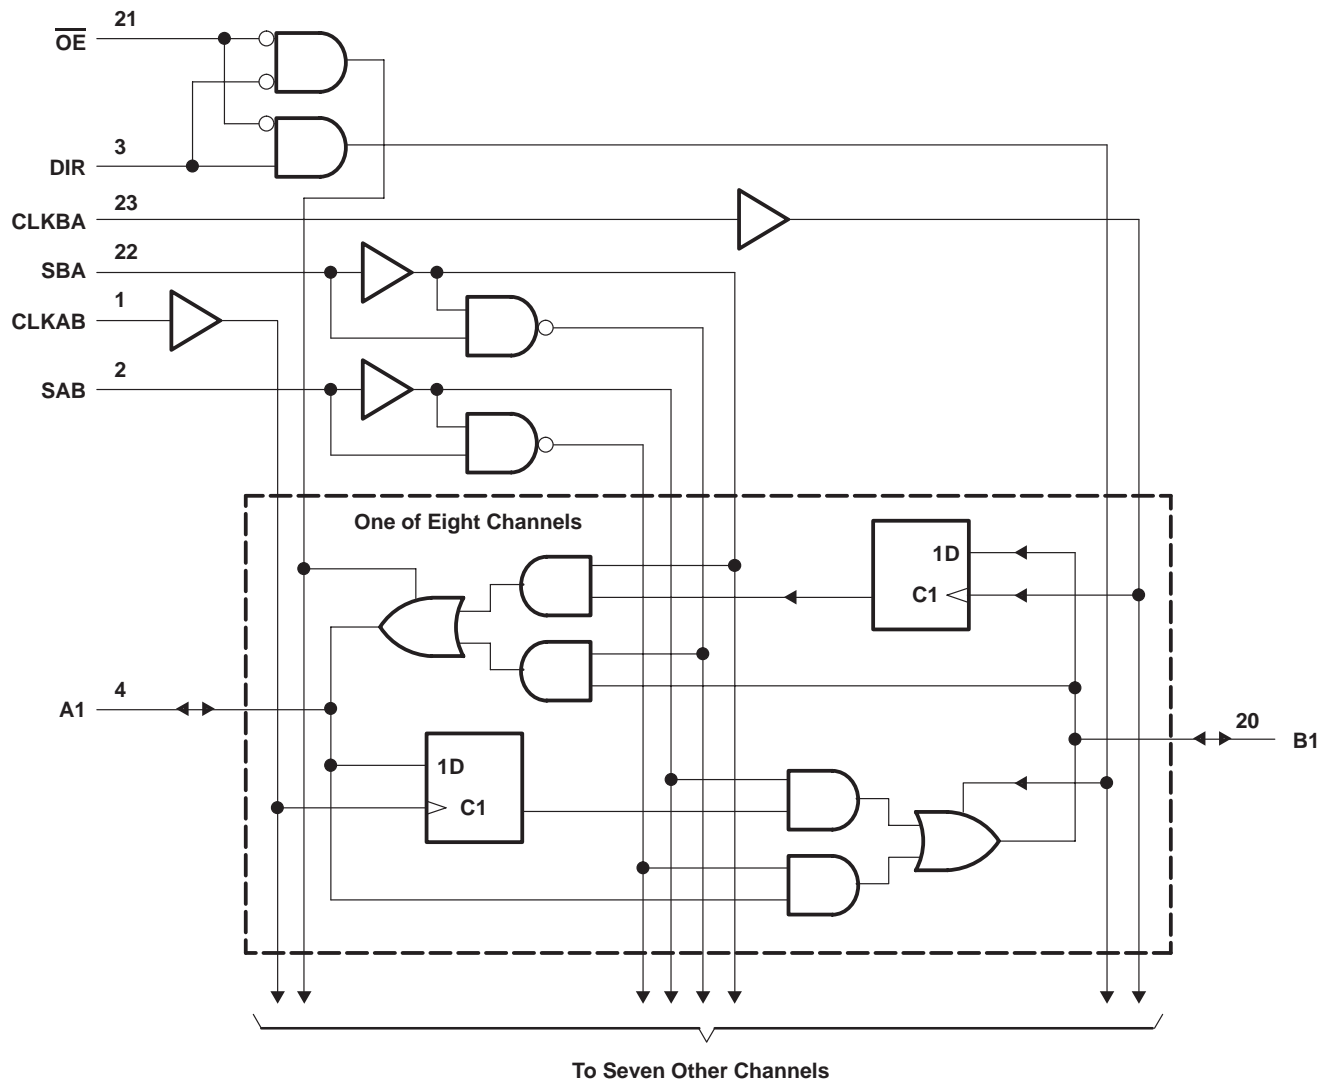 21
O̅E̅
3
DIR
23
CLKBA
22
SBA
1
CLKAB
2
SAB
One of Eight Channels
1D
C1
4
A1
20
B1
1D
C1
To Seven Other Channels